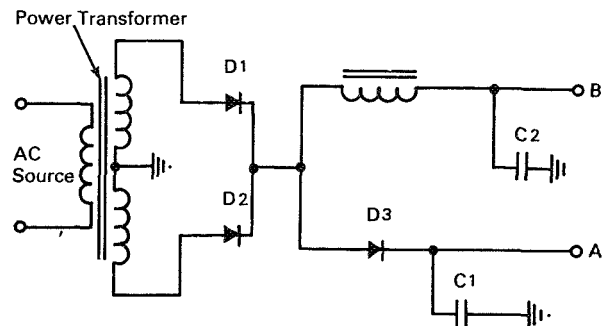 Power Transformer
D1
B
C2
AC
Source
D2
D3
A
C1